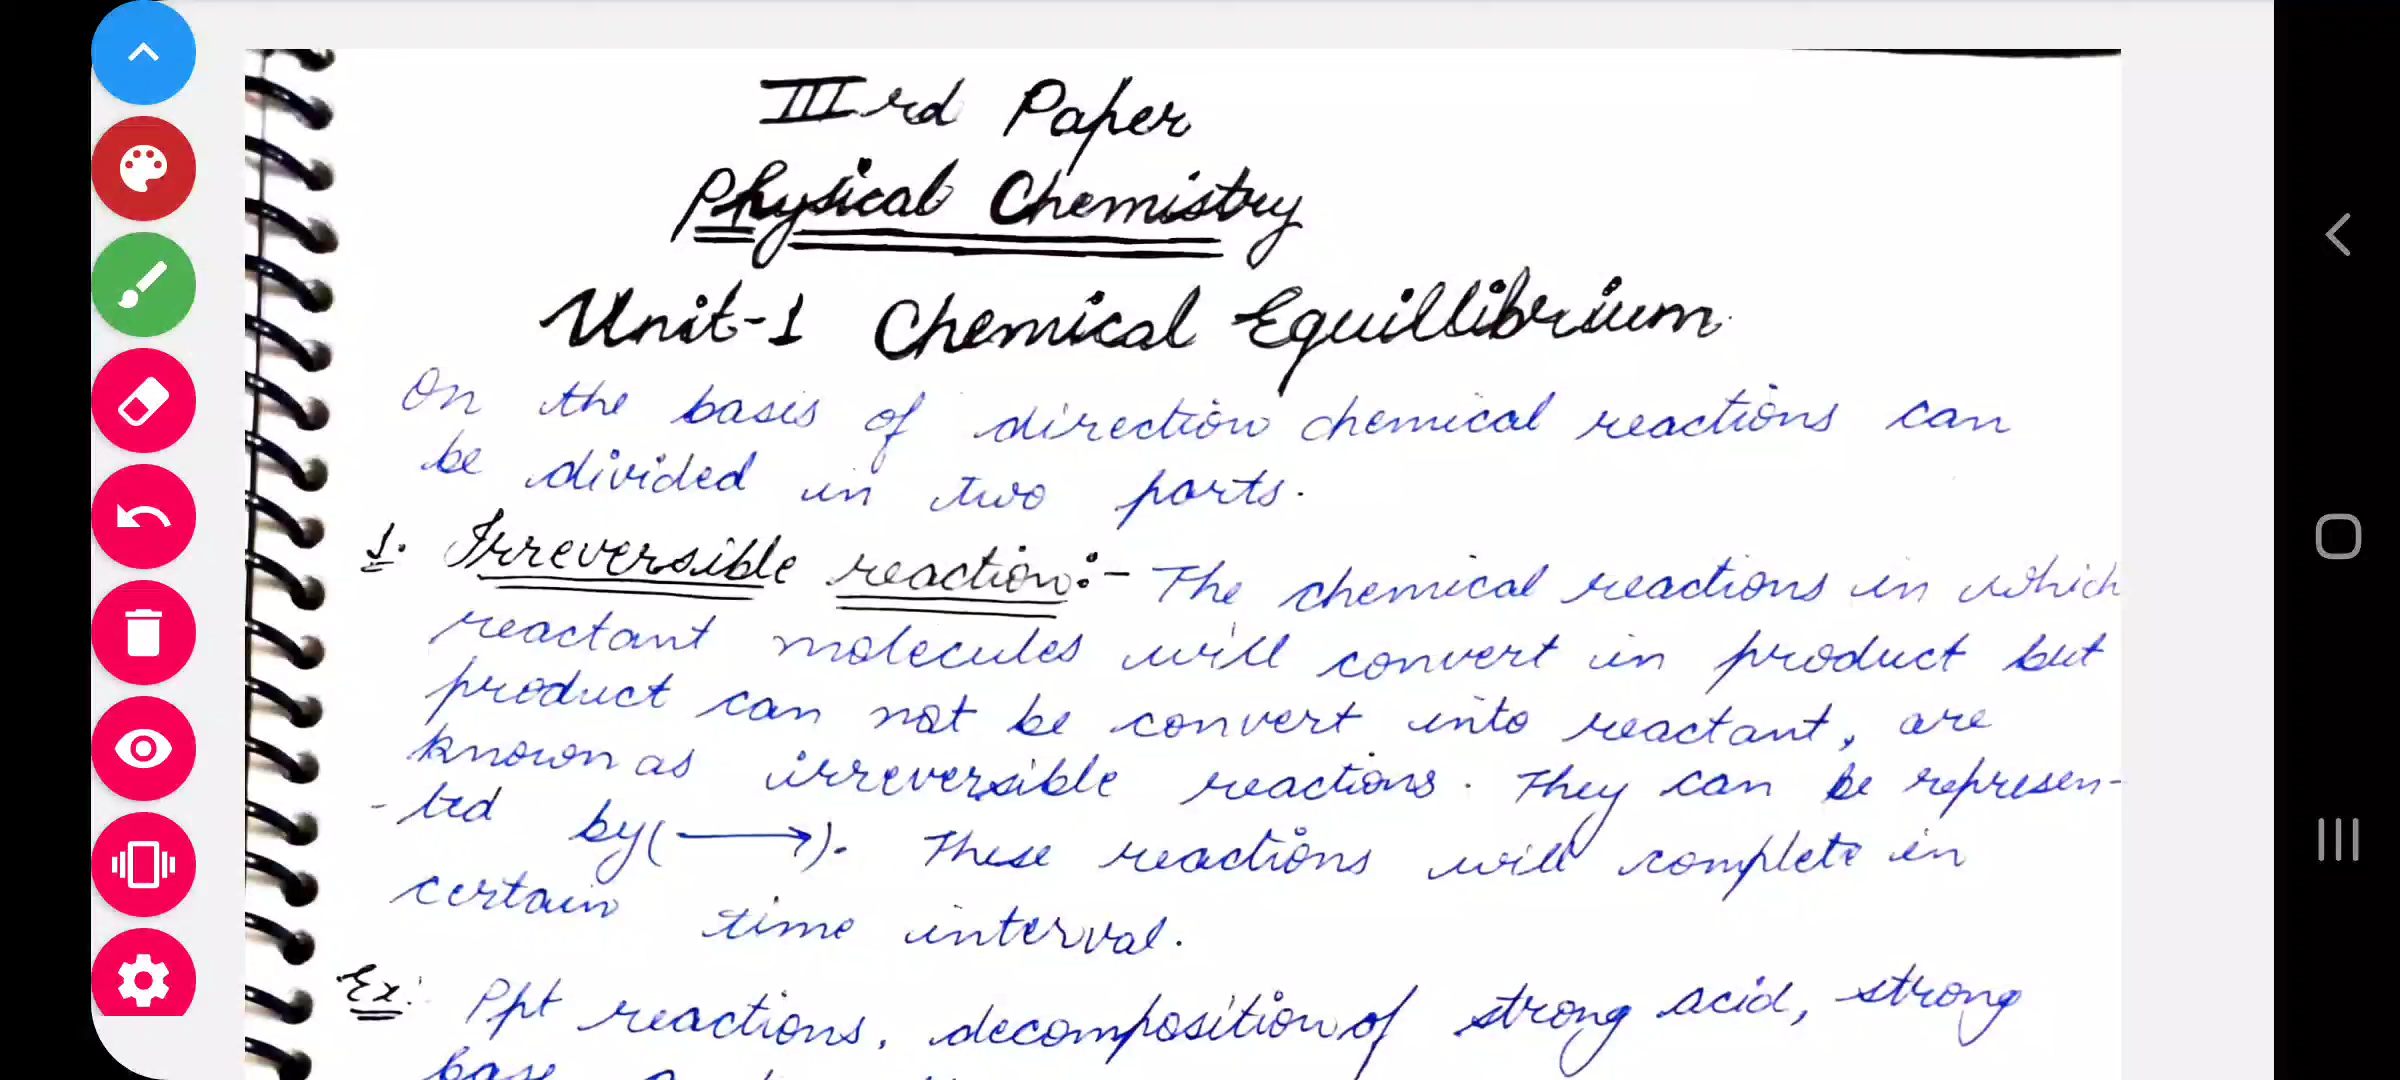 IIIrd Paper
Physical Chemistry
Unit-1 Chemical Equillibrium
On the basis of direction chemical reactions can
be divided in two parts.
1. Irreversible reaction:- The chemical reactions in which
reactant molecules will convert in product but
product can not be convert into reactant, are
known as irreversible reactions. They can be represen-
-ted by (⟶). These reactions will complete in
certain time interval.
Ex: Ppt reactions, decomposition of strong acid, strong
base